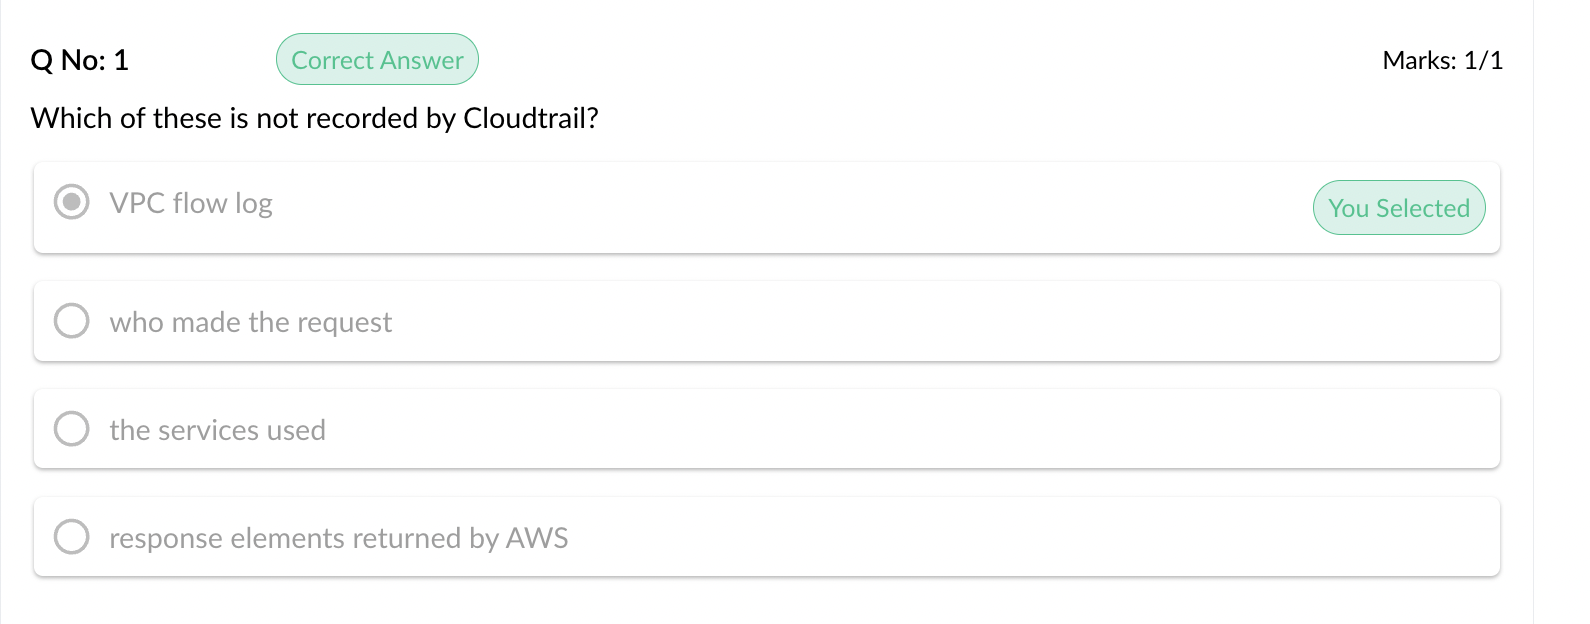 Q No: 1 Correct Answer Marks: 1/1
Which of these is not recorded by Cloudtrail?
VPC flow log You Selected
who made the request
the services used
response elements returned by AWS